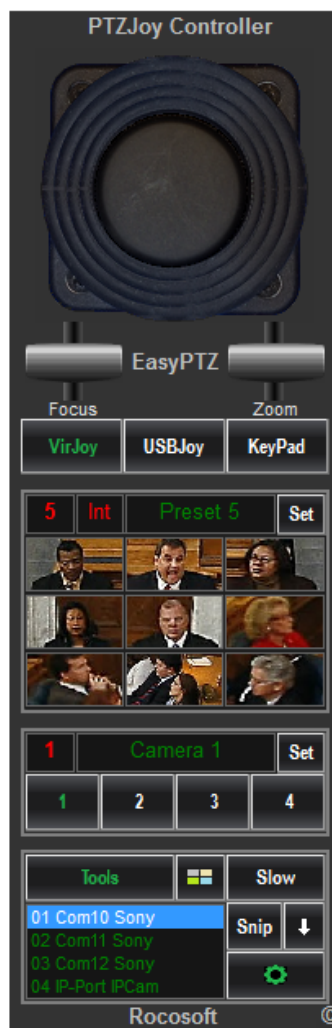 PTZJoy Controller
EasyPTZ
Focus Zoom
VirJoy USBJoy KeyPad
5 Int Preset 5 Set
1 Camera 1 Set
1 2 3 4
Tools Slow
01 Com10 Sony
02 Com11 Sony
03 Com12 Sony
04 IP-Port IPCam
Snip
Rocosoft ©